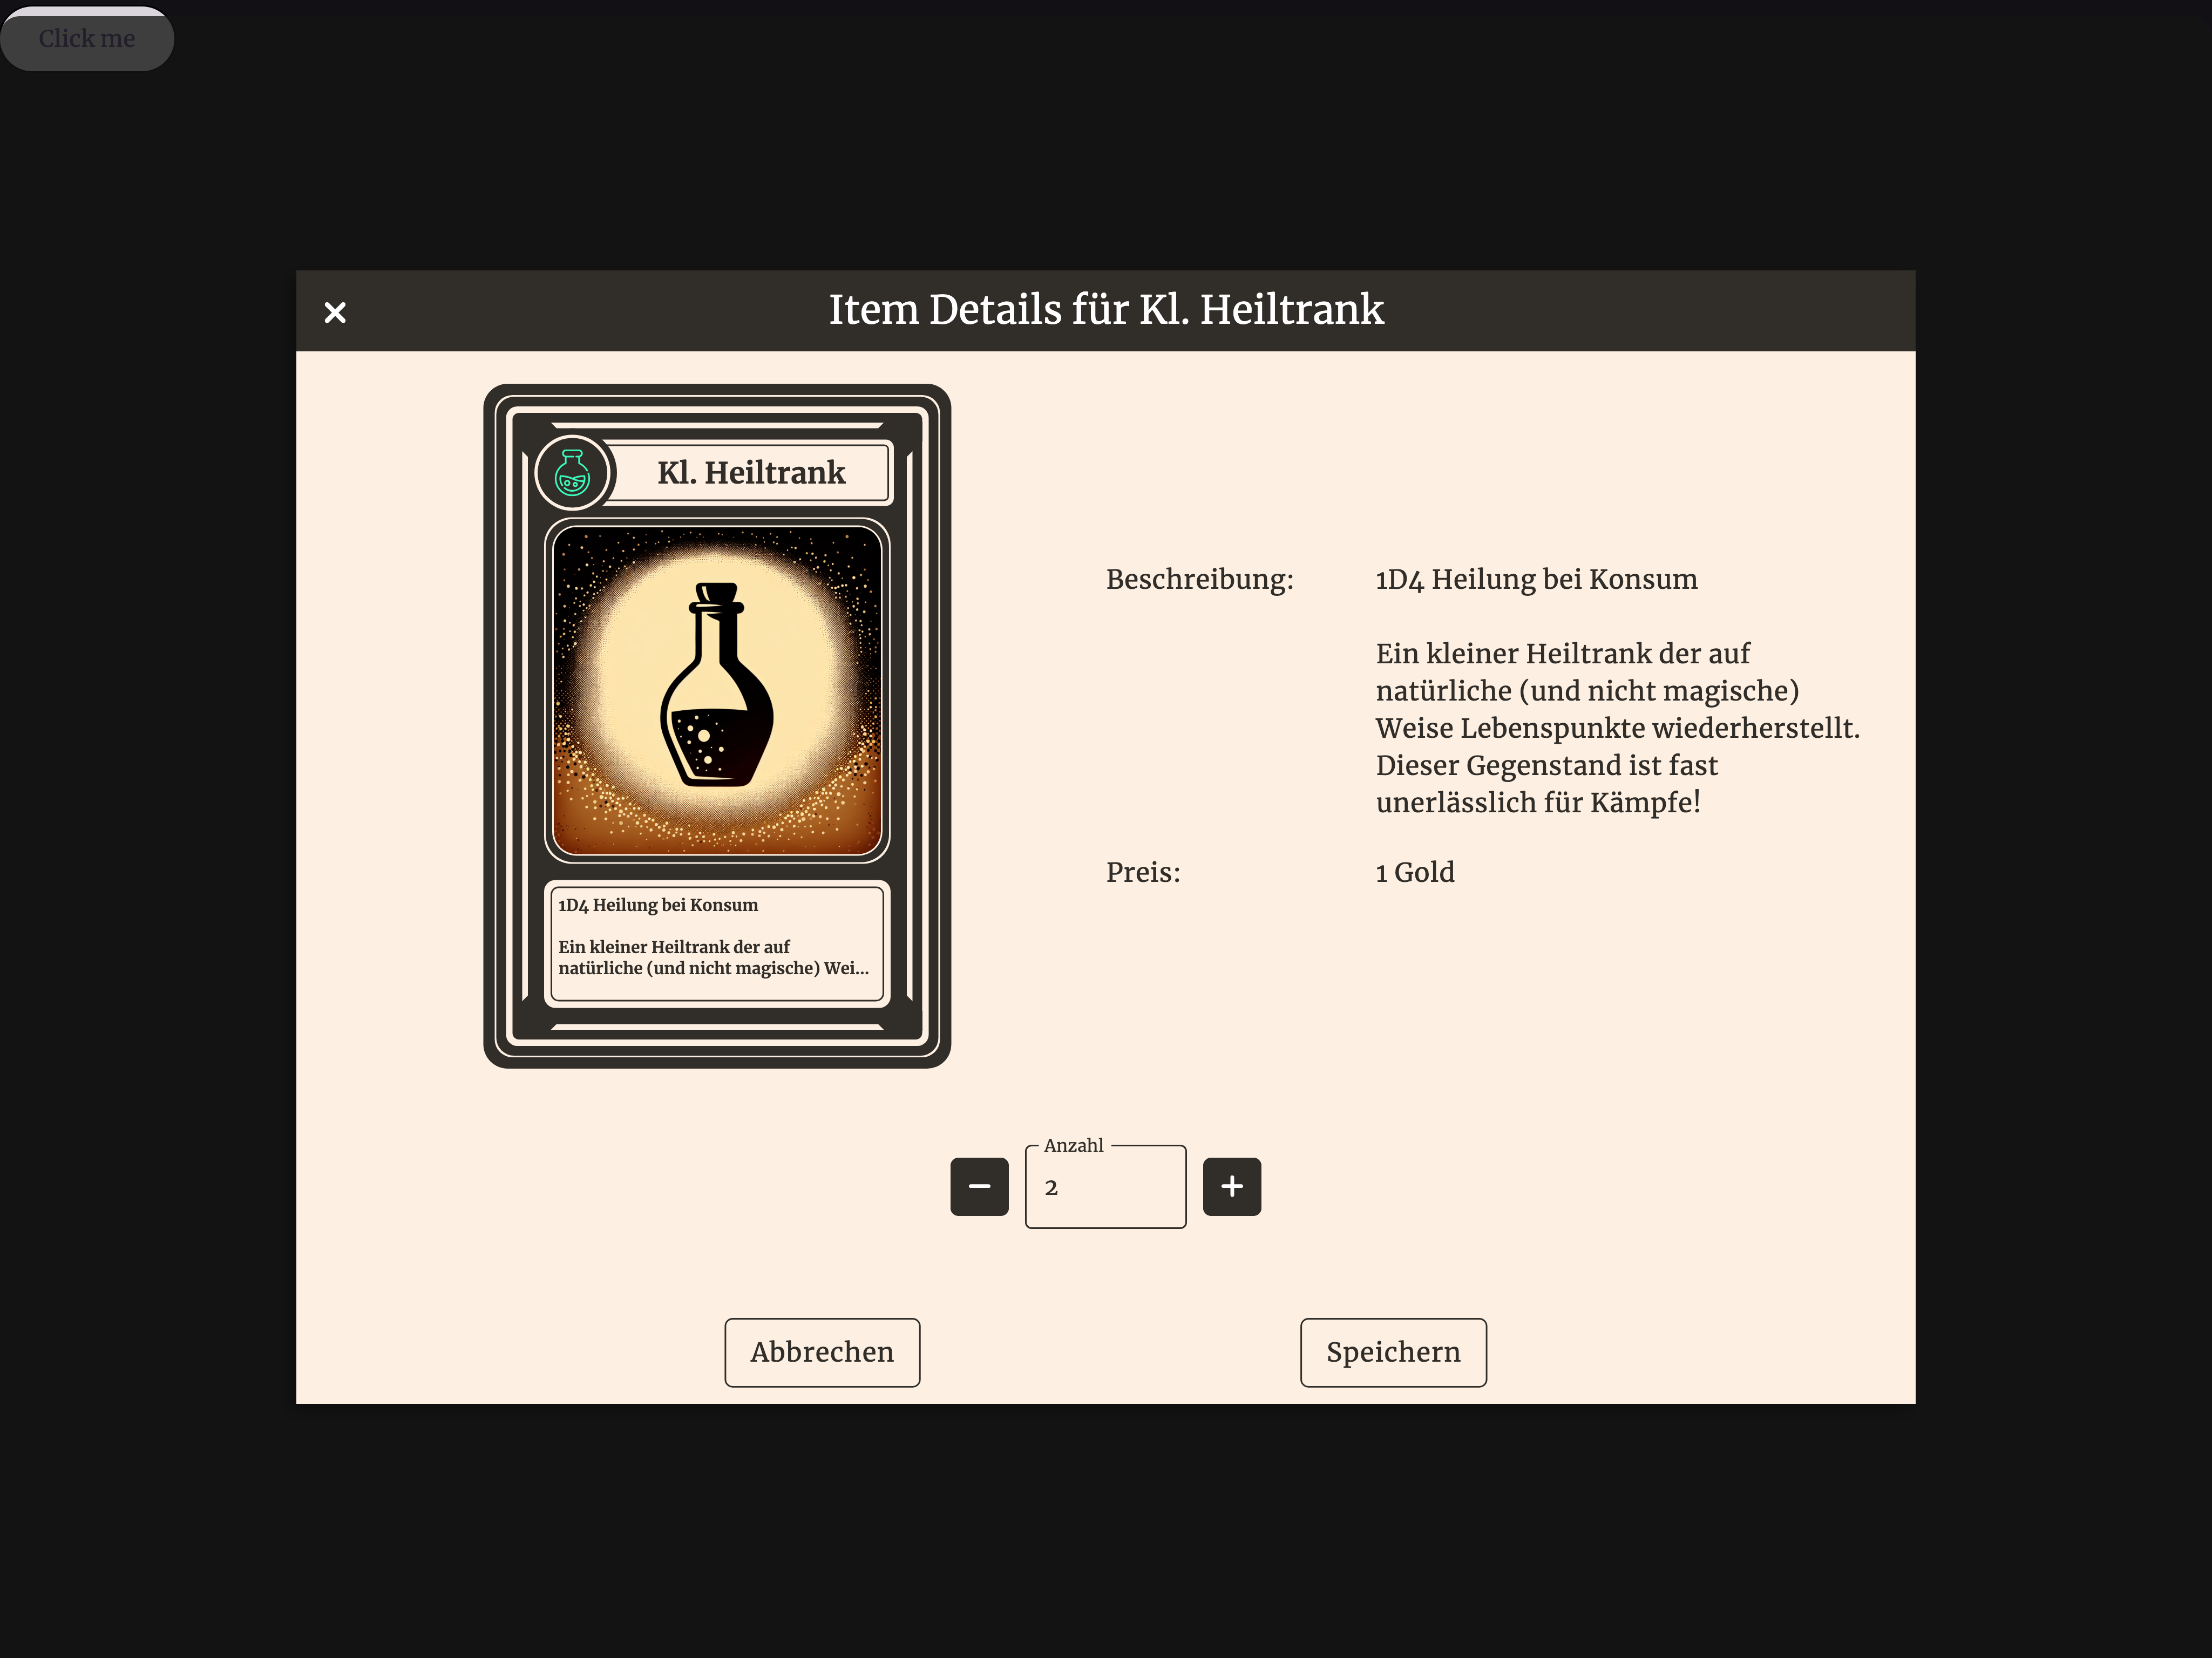 Click me
Item Details für Kl. Heiltrank
Kl. Heiltrank
1D4 Heilung bei Konsum
Ein kleiner Heiltrank der auf
natürliche (und nicht magische) Wei...
Beschreibung:
1D4 Heilung bei Konsum
Ein kleiner Heiltrank der auf
natürliche (und nicht magische)
Weise Lebenspunkte wiederherstellt.
Dieser Gegenstand ist fast
unerlässlich für Kämpfe!
Preis:
1 Gold
Anzahl
2
Abbrechen
Speichern